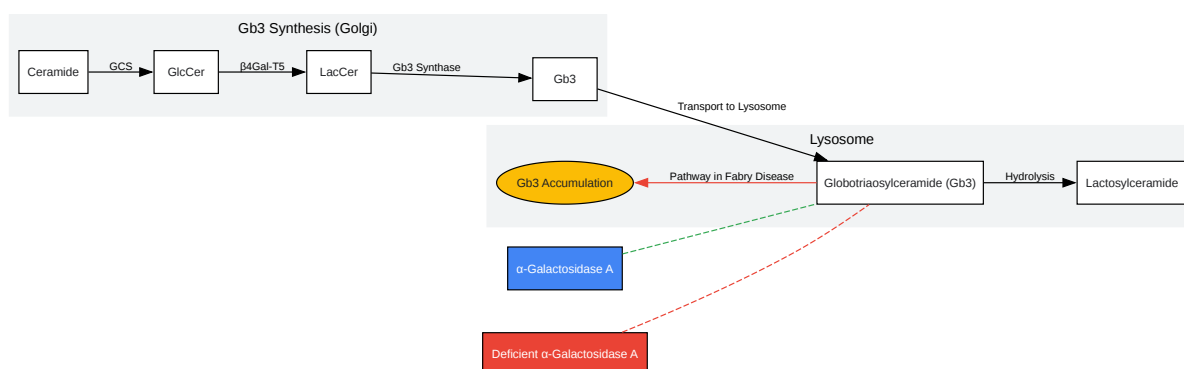 Gb3 Synthesis (Golgi)
Ceramide
GCS
GlcCer
β4Gal-T5
LacCer
Gb3 Synthase
Gb3
Transport to Lysosome
Lysosome
Gb3 Accumulation
Pathway in Fabry Disease
Globotriaosylceramide (Gb3)
Hydrolysis
Lactosylceramide
α-Galactosidase A
Deficient α-Galactosidase A